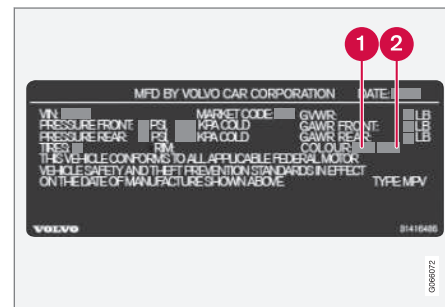 1 2
MFD BY VOLVO CAR CORPORATION DATE:
VIN: MARKET CODE: GVWR: LB
PRESSURE FRONT: PSI, KPA COLD GAWR FRONT: LB
PRESSURE REAR: PSI, KPA COLD GAWR REAR: LB
TIRES: RIM: COLOUR:
THIS VEHICLE CONFORMS TO ALL APPLICABLE FEDERAL MOTOR
VEHICLE SAFETY AND THEFT PREVENTION STANDARDS IN EFFECT
ON THE DATE OF MANUFACTURE SHOWN ABOVE. TYPE: MPV
VOLVO 31416486
G066072